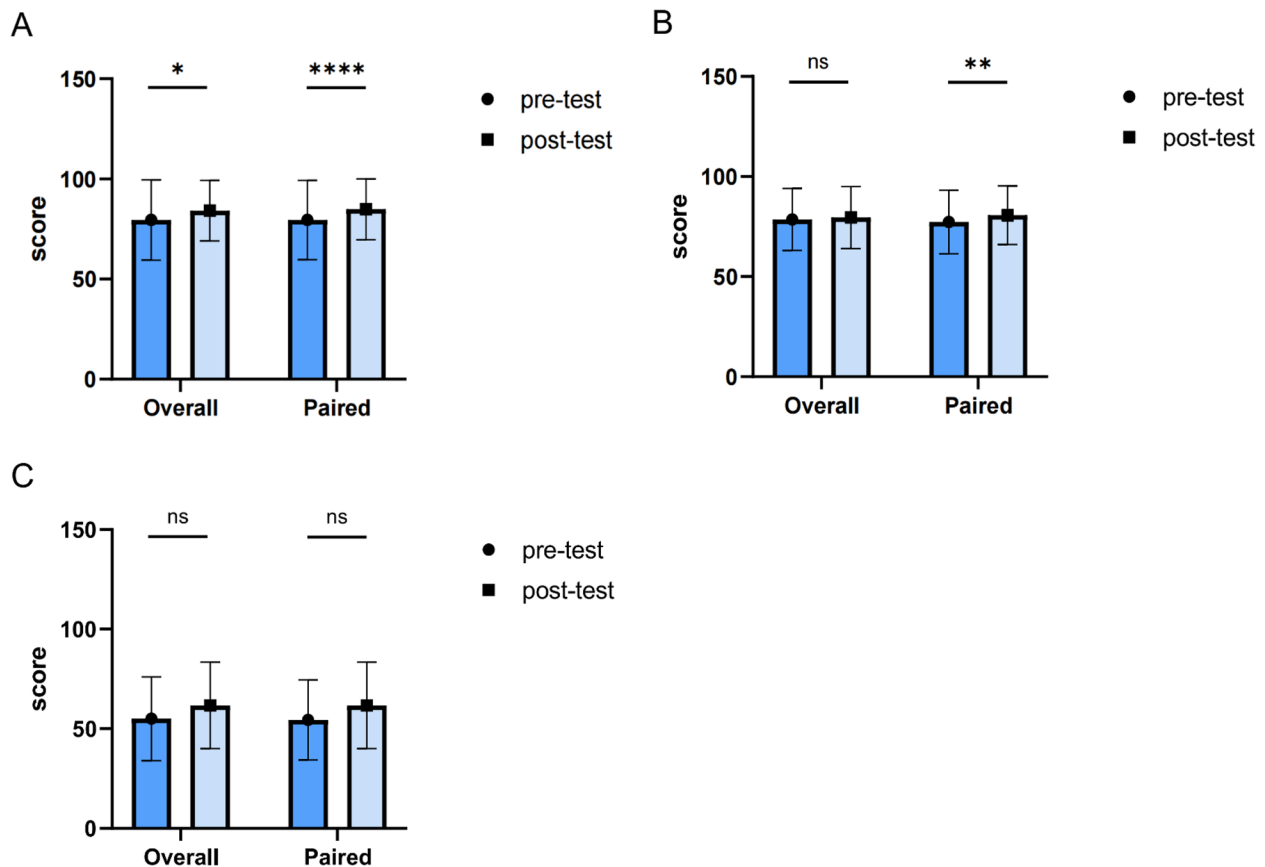 A
150
100
50
0
score
*
****
Overall
Paired
pre-test
post-test
B
150
100
50
0
score
ns
**
Overall
Paired
pre-test
post-test
C
150
100
50
0
score
ns
ns
Overall
Paired
pre-test
post-test